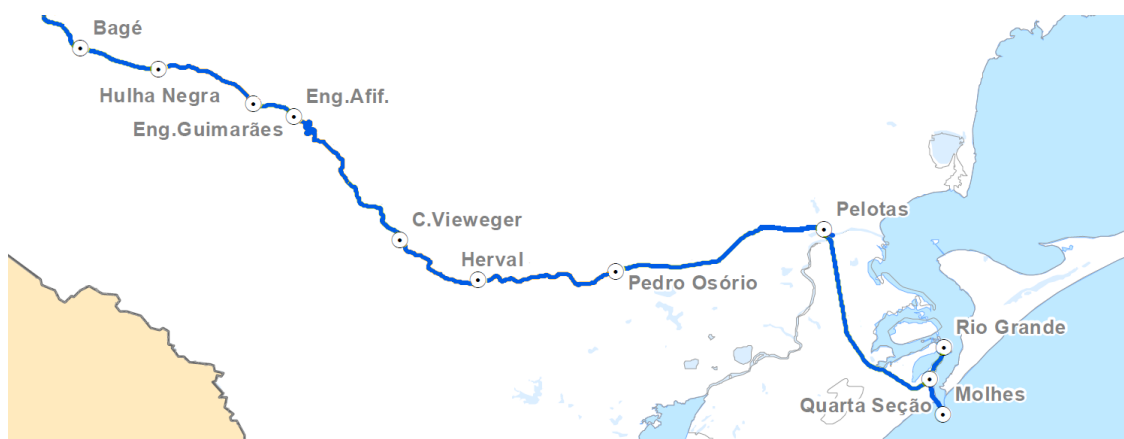 Bagé
Hulha Negra
Eng.Afif.
Eng.Guimarães
C.Vieweger
Herval
Pelotas
Pedro Osório
Rio Grande
Molhes
Quarta Seção